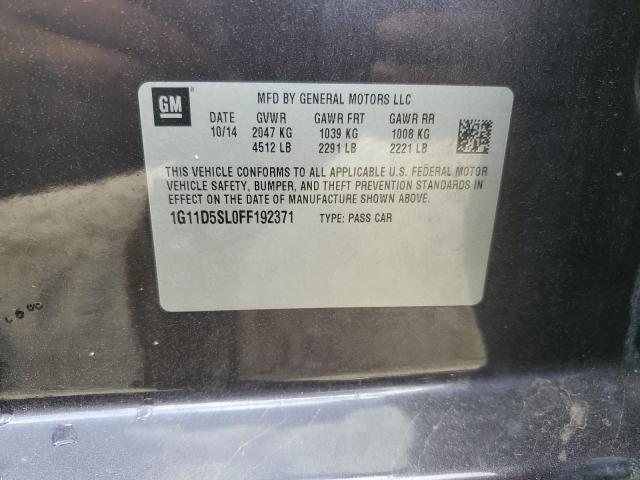 GM
MFD BY GENERAL MOTORS LLC
DATE GVWR GAWR FRT GAWR RR
10/14 2047 KG 1039 KG 1008 KG
4512 LB 2291 LB 2221 LB
THIS VEHICLE CONFORMS TO ALL APPLICABLE U.S. FEDERAL MOTOR
VEHICLE SAFETY, BUMPER, AND THEFT PREVENTION STANDARDS IN
EFFECT ON THE DATE OF MANUFACTURE SHOWN ABOVE.
1G11D5SL0FF192371 TYPE: PASS CAR